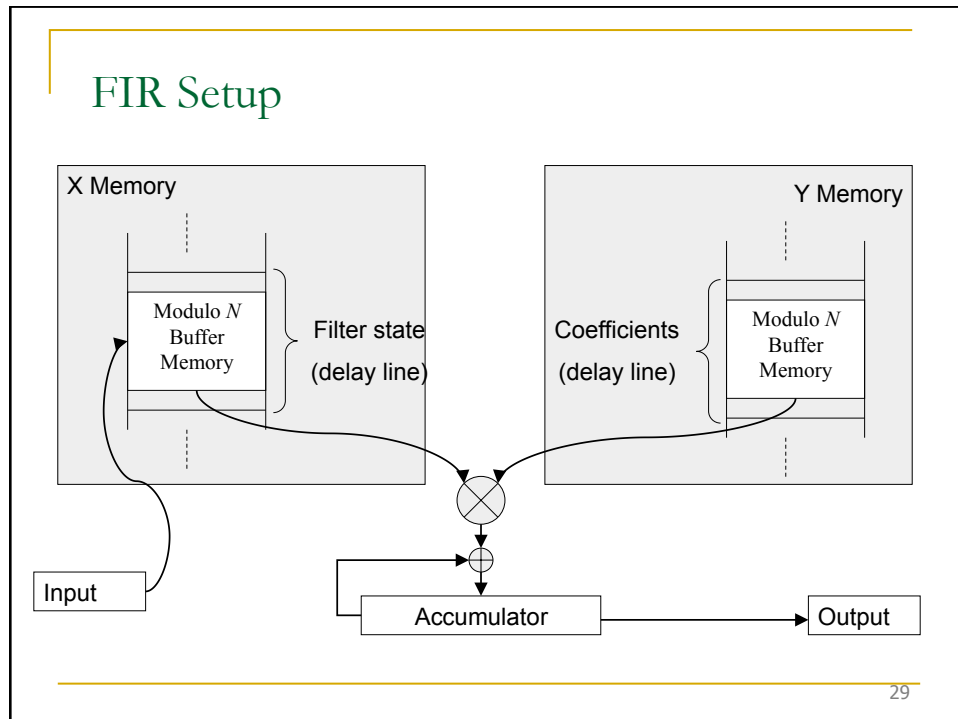 FIR Setup
X Memory
Y Memory
Modulo N
Buffer
Memory
Filter state
(delay line)
Coefficients
(delay line)
Modulo N
Buffer
Memory
Input
Accumulator
Output
29